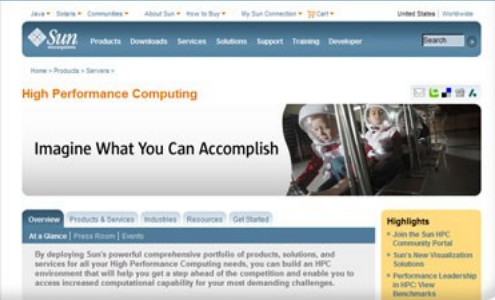 Java Solaris Communities About Sun How to Buy My Sun Connection Cart United States | Worldwide
Sun microsystems
Products Downloads Services Solutions Support Training Developer Search
Home > Products > Servers >
High Performance Computing
Imagine What You Can Accomplish
Overview Products & Services Industries Resources Get Started
At a Glance | Press Room | Events
By deploying Sun's powerful comprehensive portfolio of products, solutions, and
services for all your High Performance Computing needs, you can build an HPC
environment that will help you get a step ahead of the competition and enable you to
access increased computational capability for your most demanding challenges.
Highlights
Join the Sun HPC
Community Portal
Sun's New Visualization
Solutions
Performance Leadership
in HPC: View
Benchmarks